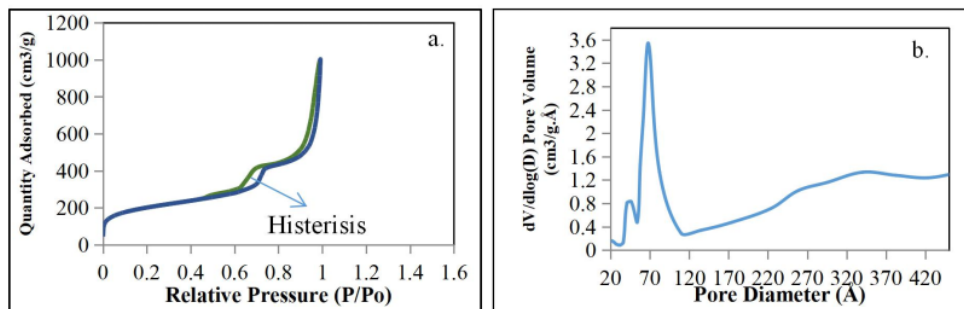 1200
1000
800
600
400
200
0
Quantity Adsorbed (cm3/g)
a.
Histerisis
0 0.2 0.4 0.6 0.8 1 1.2 1.4 1.6
Relative Pressure (P/Po)
3.6
3.2
2.8
2.4
2
1.6
1.2
0.8
0.4
0
dV/dlog(D) Pore Volume
(cm3/g.Å)
b.
20 70 120 170 220 270 320 370 420
Pore Diameter (Å)